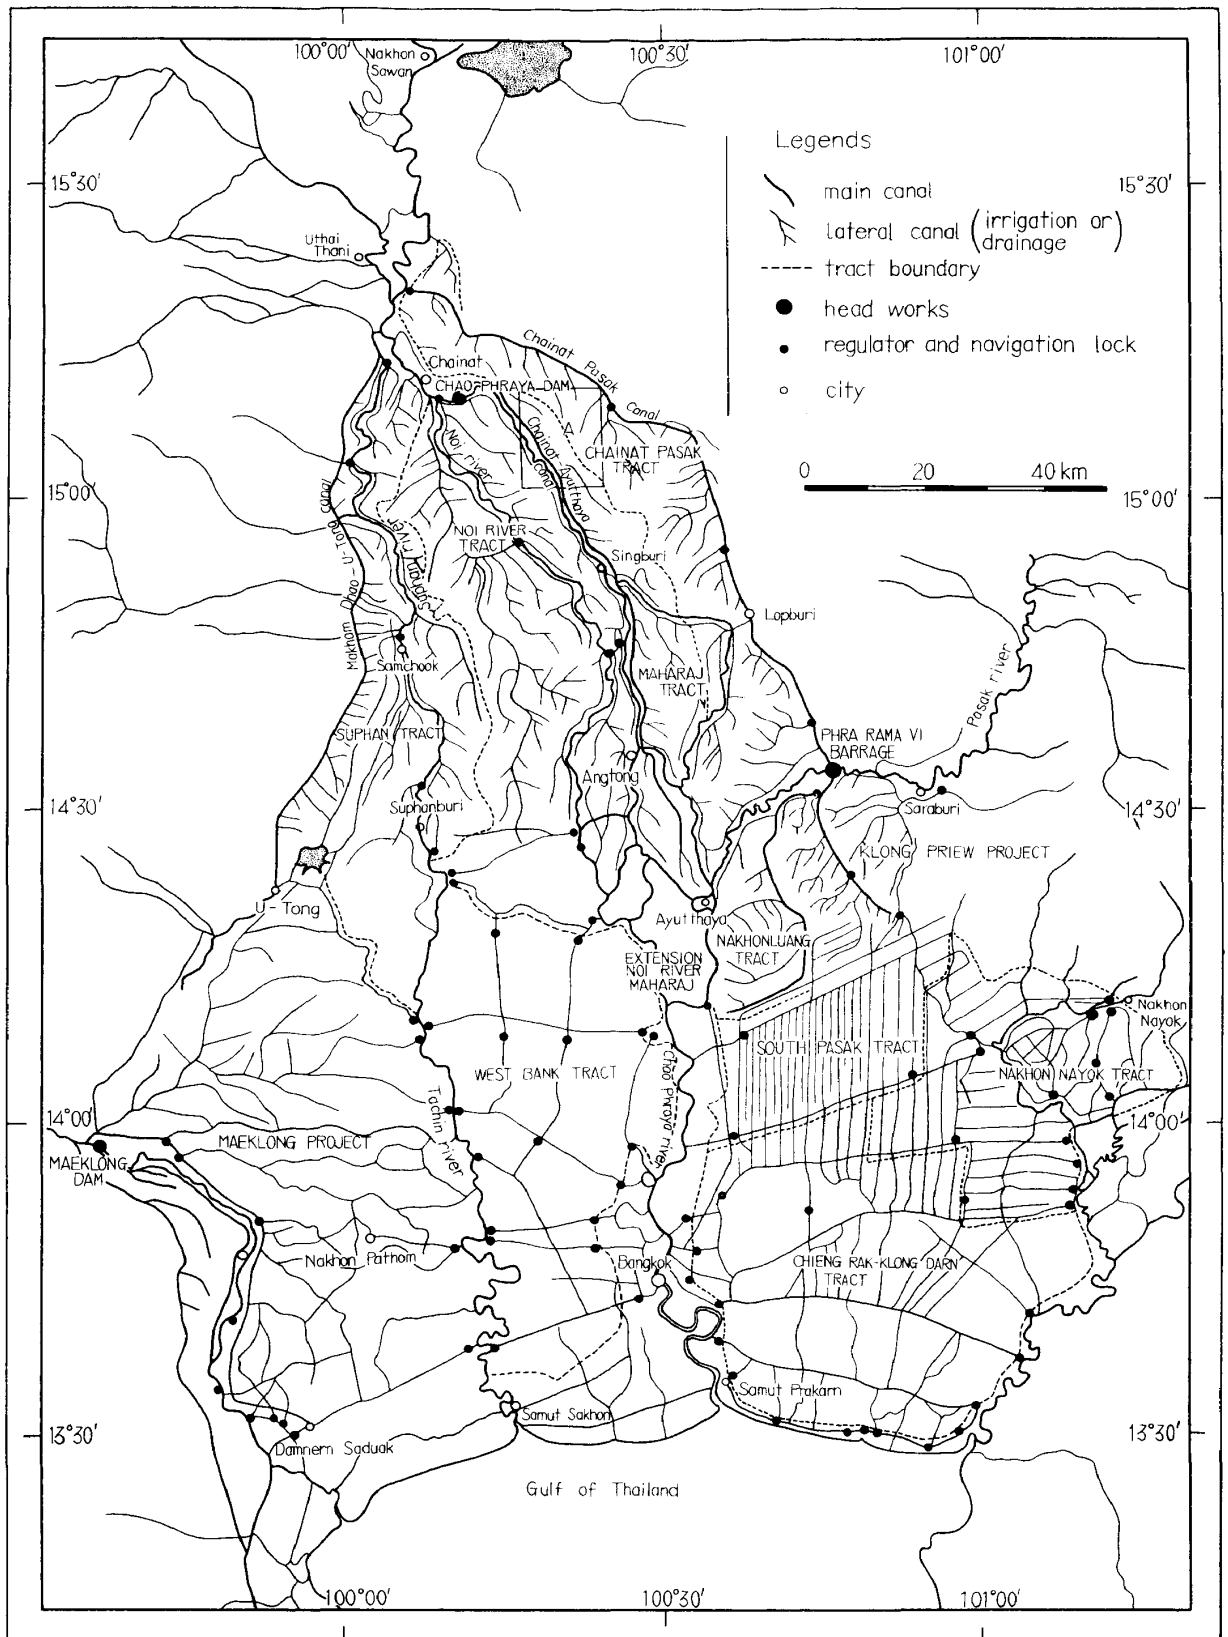 100°00'
100°30'
101°00'
Nakhon
Sawan
Legends
main canal
lateral canal (irrigation or drainage)
tract boundary
head works
regulator and navigation lock
city
15°30'
15°30'
Uthai
Thani
Chainat Pasak Canal
Chainat
CHAO-PHRAYA-DAM
CHAINAT PASAK
TRACT
0 20 40 km
Noi river
Chainat Ayutthaya
canal
15°00'
15°00'
Makham Dhao-U-Tong canal
Suphan river
NOI RIVER
TRACT
Singburi
Lopburi
Samchook
MAHARAJ
TRACT
Pasak river
SUPHAN TRACT
PHRA RAMA VI
BARRAGE
Angtong
Saraburi
14°30'
14°30'
Suphanburi
KLONG PRIEW PROJECT
U-Tong
Ayutthaya
NAKHONLUANG
TRACT
EXTENSION
NOI RIVER
MAHARAJ
Nakhon
Nayok
SOUTH PASAK TRACT
WEST BANK TRACT
NAKHON NAYOK TRACT
Chao Phraya river
Tachin river
14°00'
14°00'
MAEKLONG PROJECT
MAEKLONG
DAM
Nakhon Pathom
Bangkok
CHIENG RAK-KLONG DARN
TRACT
Samut Prakarn
Samut Sakhon
13°30'
13°30'
Damnern Saduak
Gulf of Thailand
100°00'
100°30'
101°00'